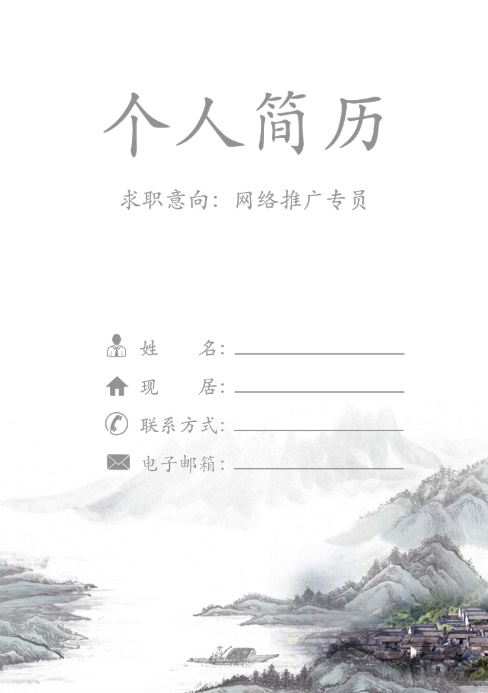 个人简历
求职意向：网络推广专员
姓 名：
现 居：
联系方式：
电子邮箱：